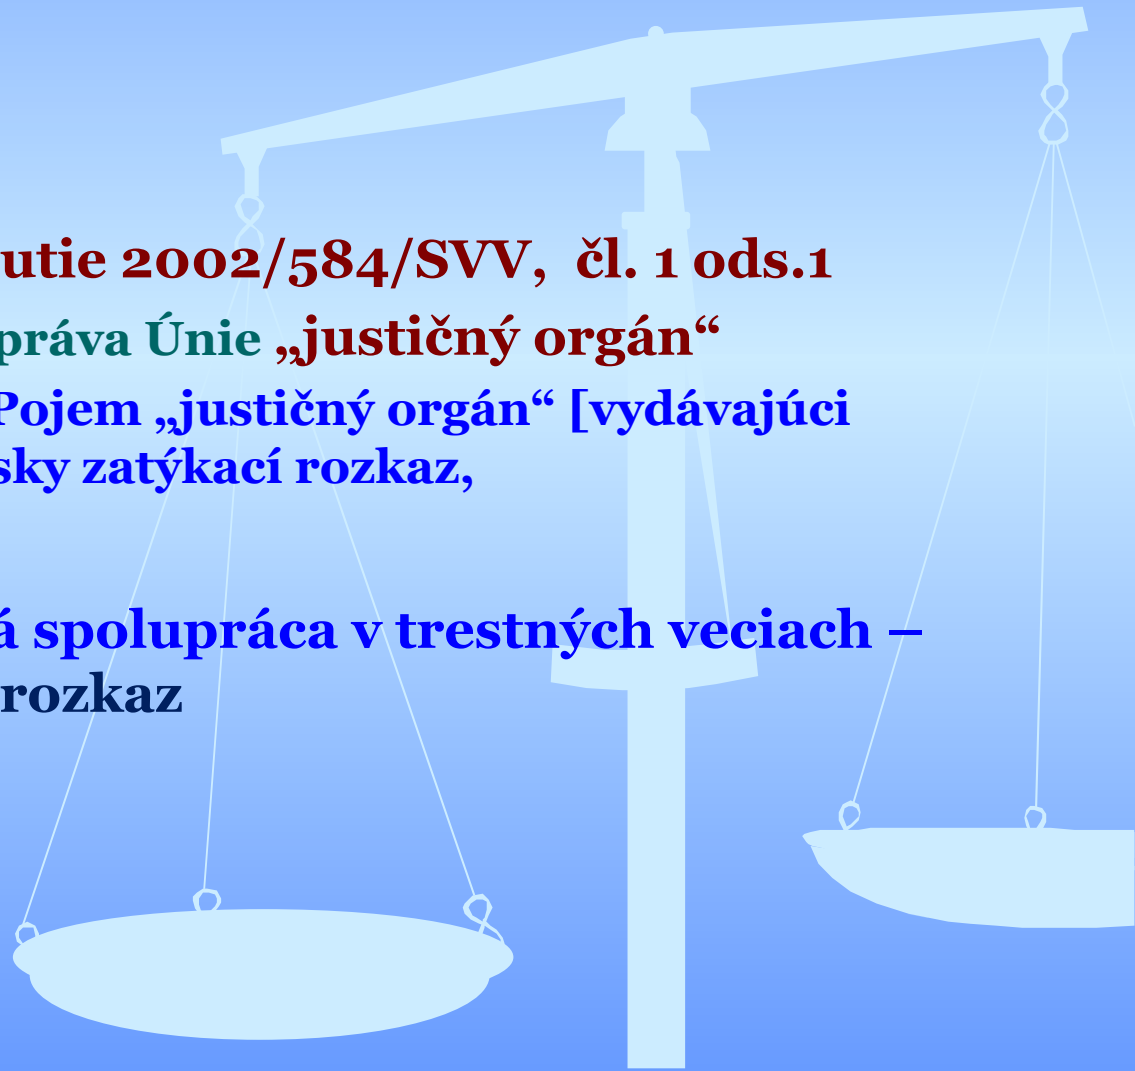 utie 2002/584/SVV, čl. 1 ods.1
práva Únie „justičný orgán“
Pojem „justičný orgán“ [vydávajúci
sky zatýkací rozkaz,
á spolupráca v trestných veciach –
rozkaz